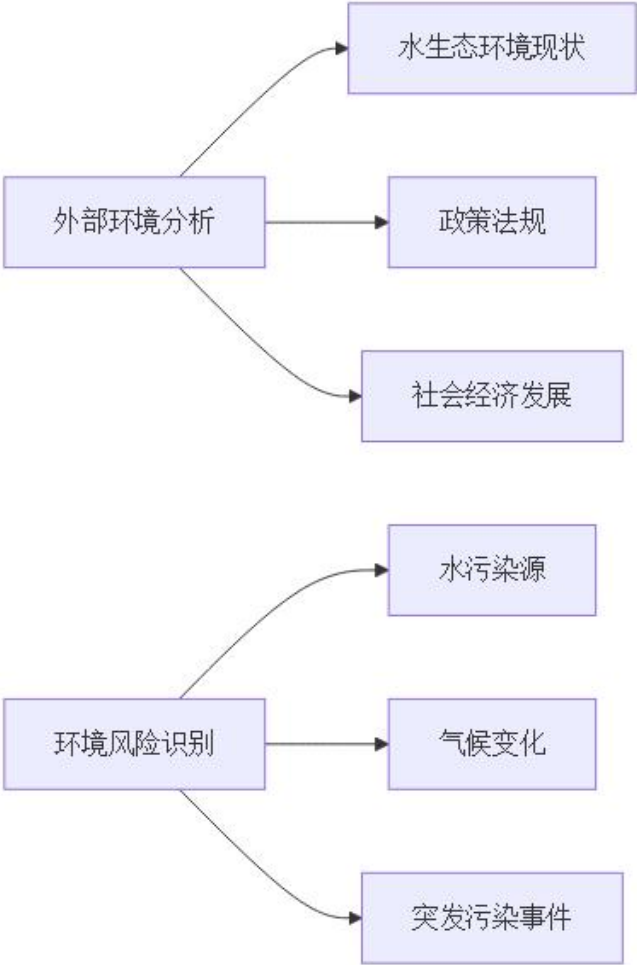 水生态环境现状
外部环境分析
政策法规
社会经济发展
水污染源
环境风险识别
气候变化
突发污染事件